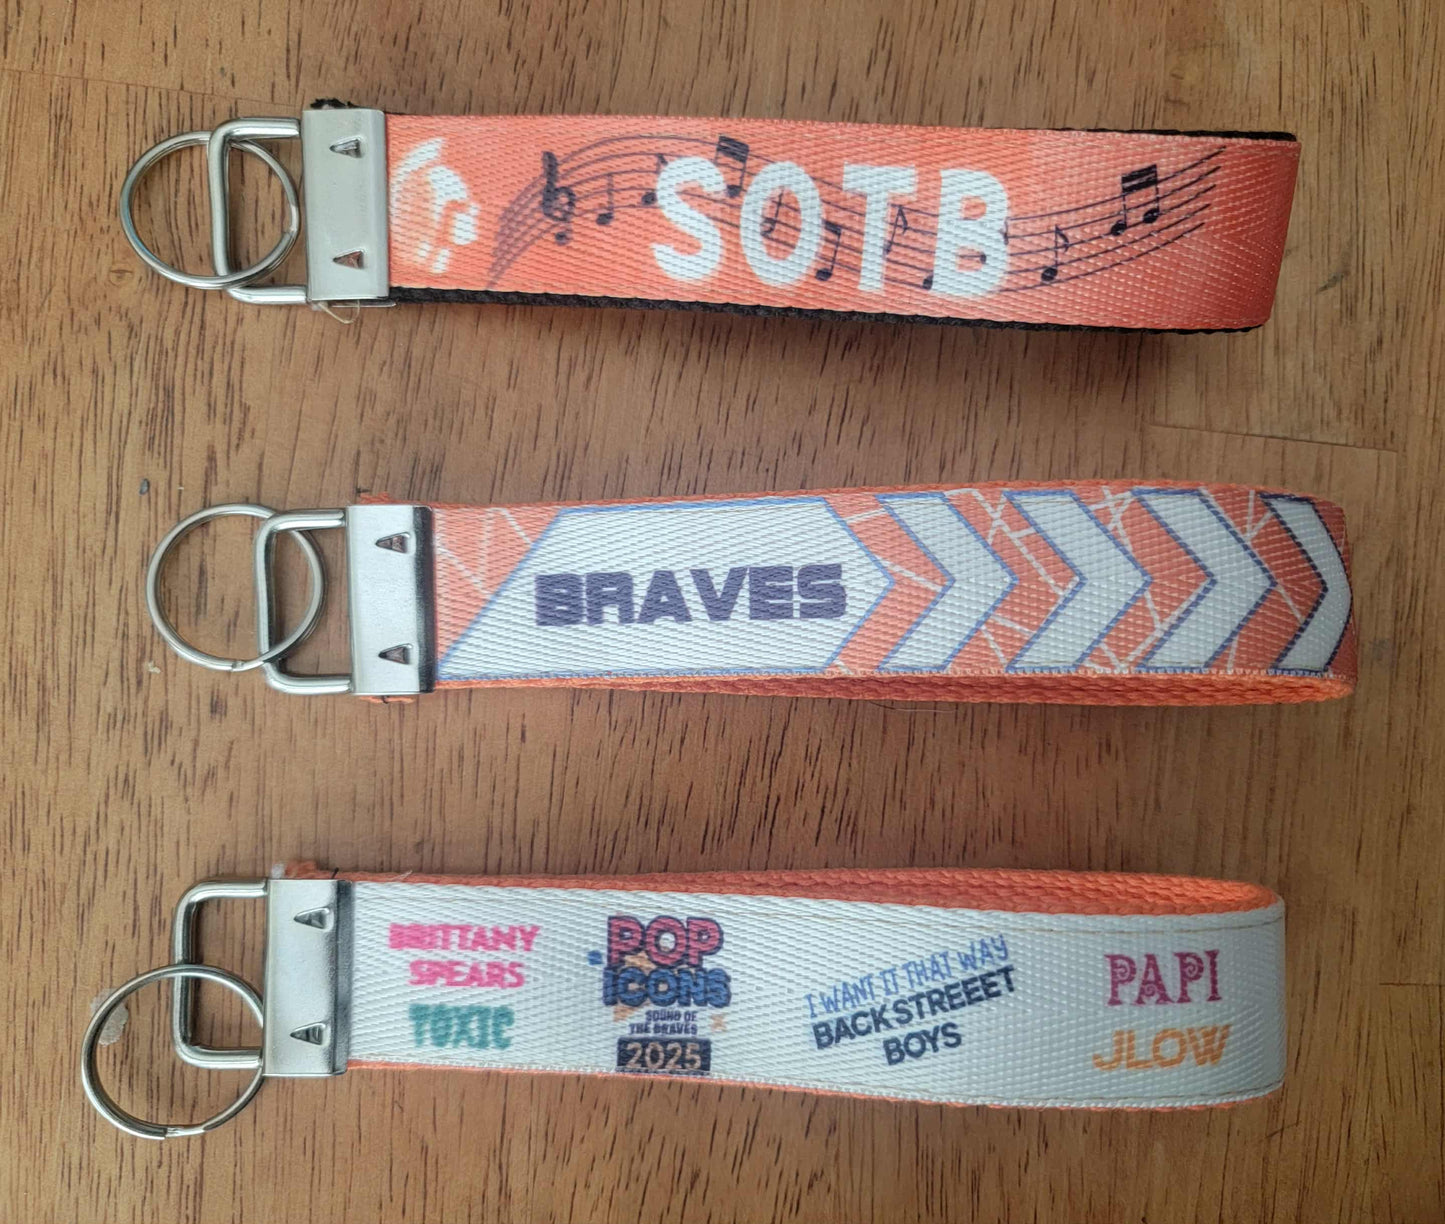 SOTB
BRAVES
BRITTANY
SPEARS
TOXIC
POP
ICONS
SOUND OF
THE BRAVES
2025
I WANT IT THAT WAY
BACKSTREEET
BOYS
PAPI
JLOW